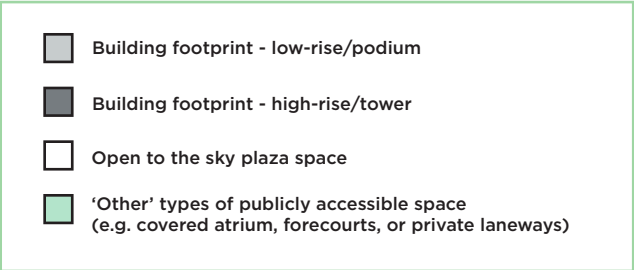 Building footprint - low-rise/podium
Building footprint - high-rise/tower
Open to the sky plaza space
‘Other’ types of publicly accessible space
(e.g. covered atrium, forecourts, or private laneways)